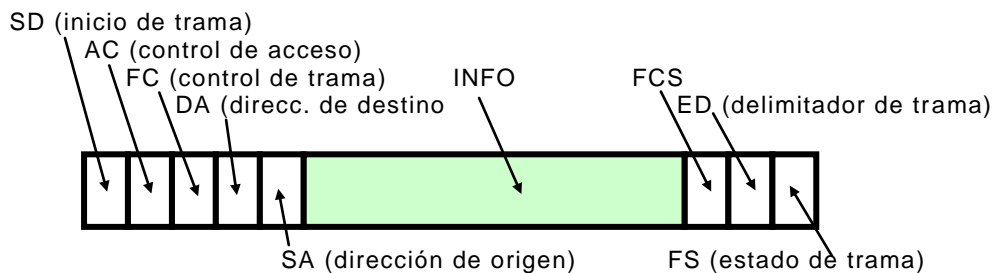 SD (inicio de trama)
AC (control de acceso)
FC (control de trama)
DA (direcc. de destino
INFO
FCS
ED (delimitador de trama)
SA (dirección de origen)
FS (estado de trama)